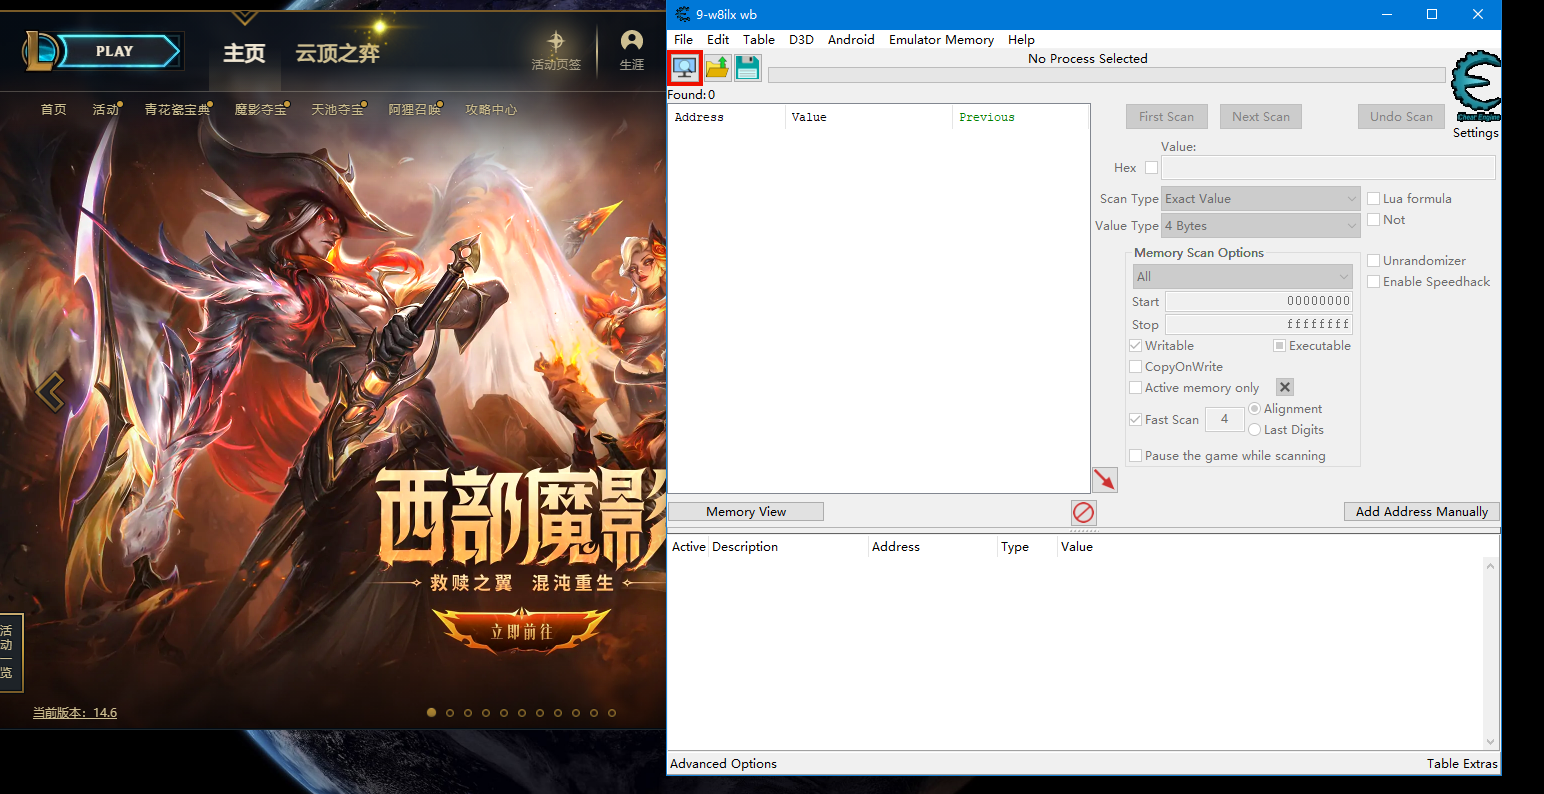 PLAY
主页
云顶之弈
活动页签
生涯
首页
活动
青花瓷宝典
魔影夺宝
天池夺宝
阿狸召唤
攻略中心
西部魔影
救赎之翼 混沌重生
立即前往
活
动
一
览
当前版本：14.6
9-w8ilx wb
File Edit Table D3D Android Emulator Memory Help
No Process Selected
Found:0
Address Value Previous
First Scan Next Scan Undo Scan
Cheat Engine
Settings
Value:
Hex
Scan Type Exact Value
Lua formula
Value Type 4 Bytes
Not
Memory Scan Options
All
Unrandomizer
Enable Speedhack
Start 00000000
Stop ffffffff
Writable Executable
CopyOnWrite
Active memory only
Fast Scan 4 Alignment
Last Digits
Pause the game while scanning
Memory View
Add Address Manually
Active Description Address Type Value
Advanced Options
Table Extras